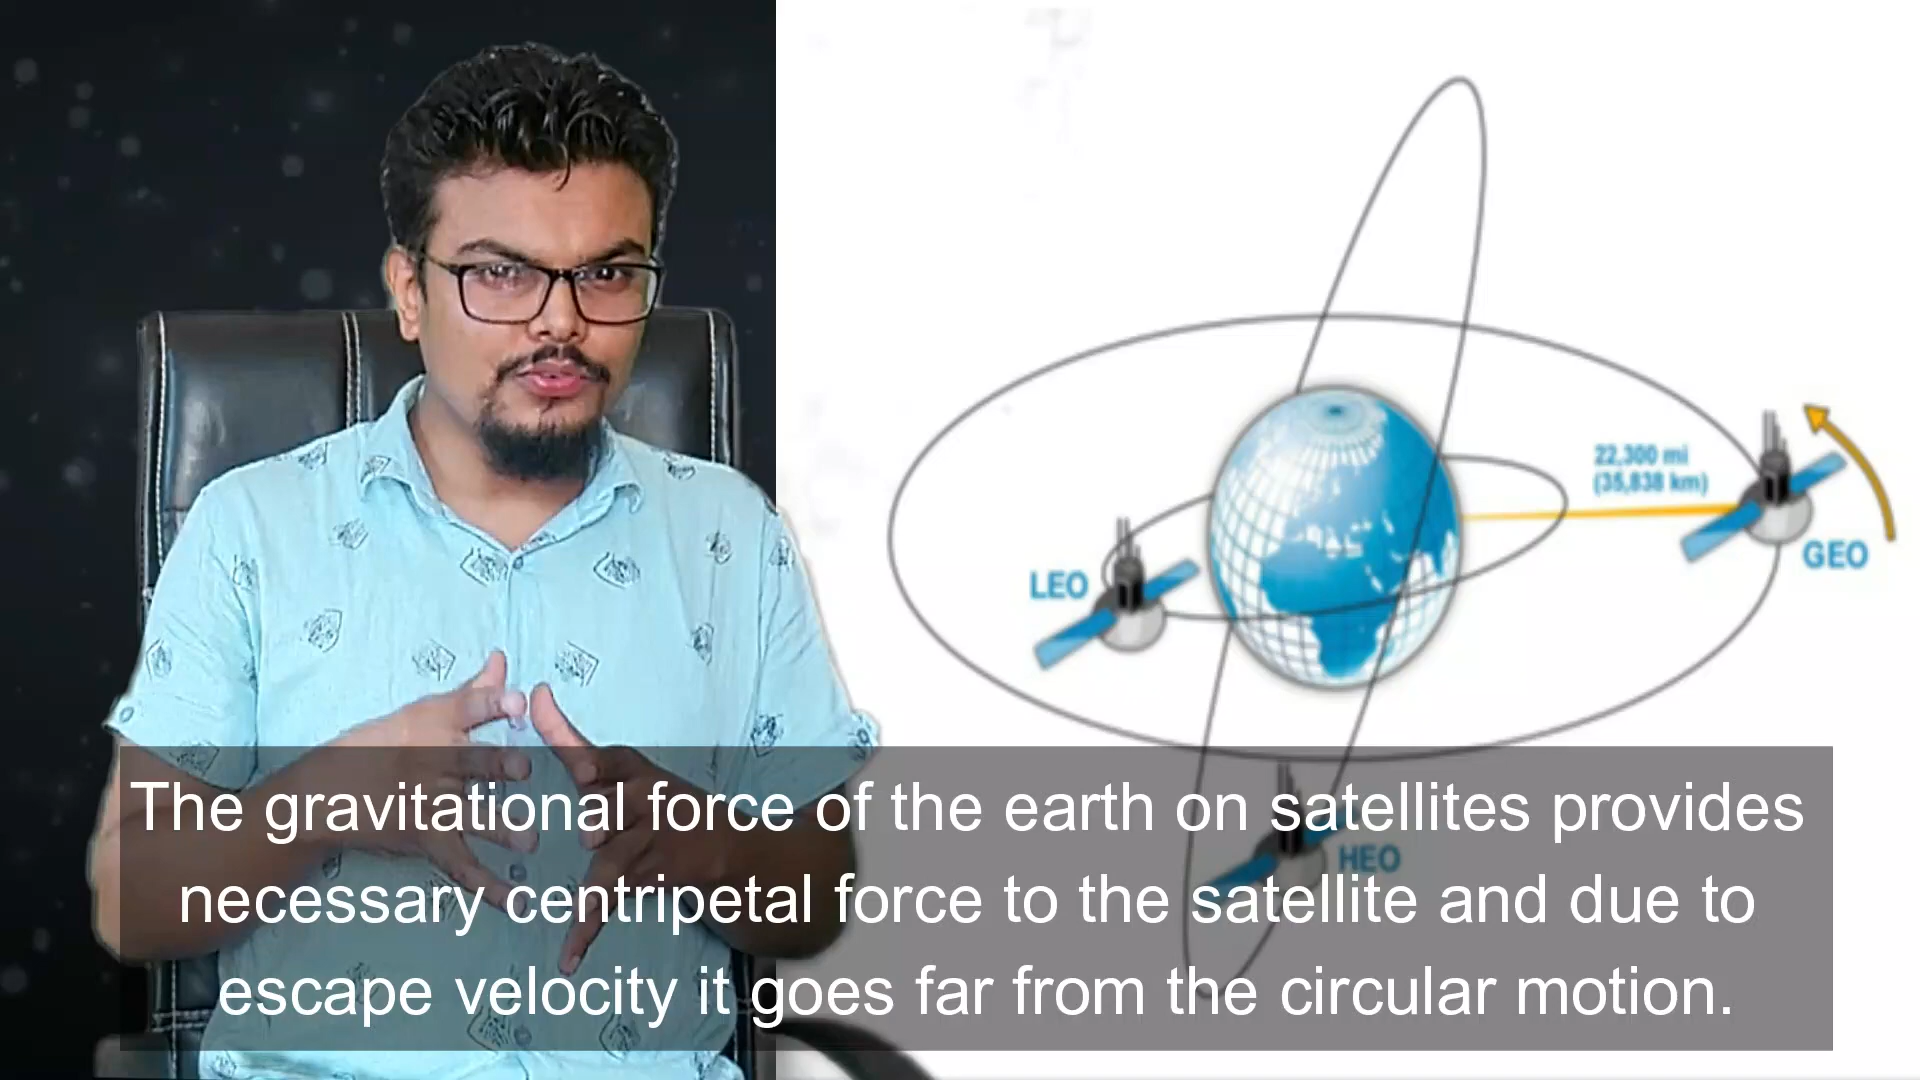 22,300 mi
(35,838 km)
LEO
GEO
HEO
The gravitational force of the earth on satellites provides
necessary centripetal force to the satellite and due to
escape velocity it goes far from the circular motion.